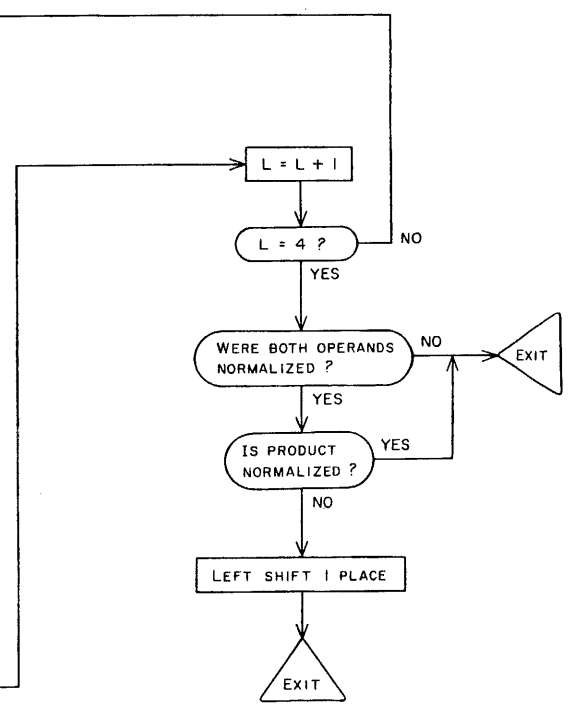 L = L + 1
L = 4 ?
NO
YES
WERE BOTH OPERANDS
NORMALIZED ?
NO
EXIT
YES
IS PRODUCT
NORMALIZED ?
YES
NO
LEFT SHIFT 1 PLACE
EXIT